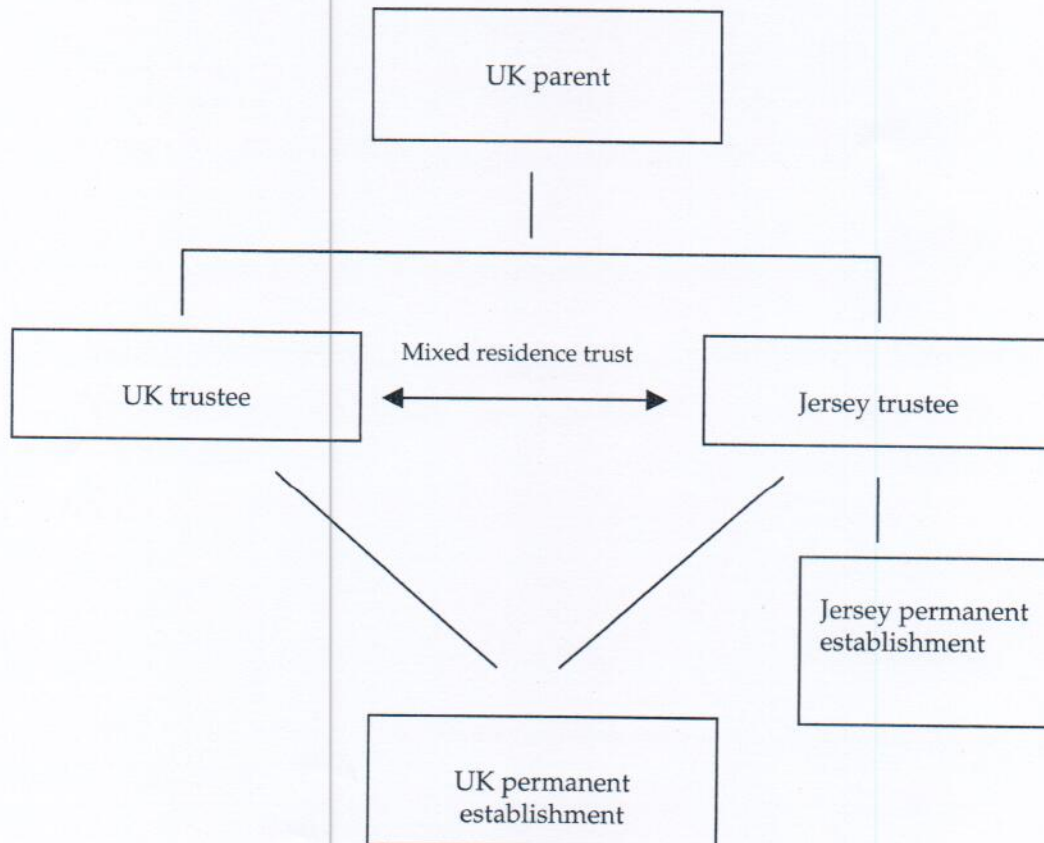 UK parent
Mixed residence trust
UK trustee
Jersey trustee
Jersey permanent
establishment
UK permanent
establishment